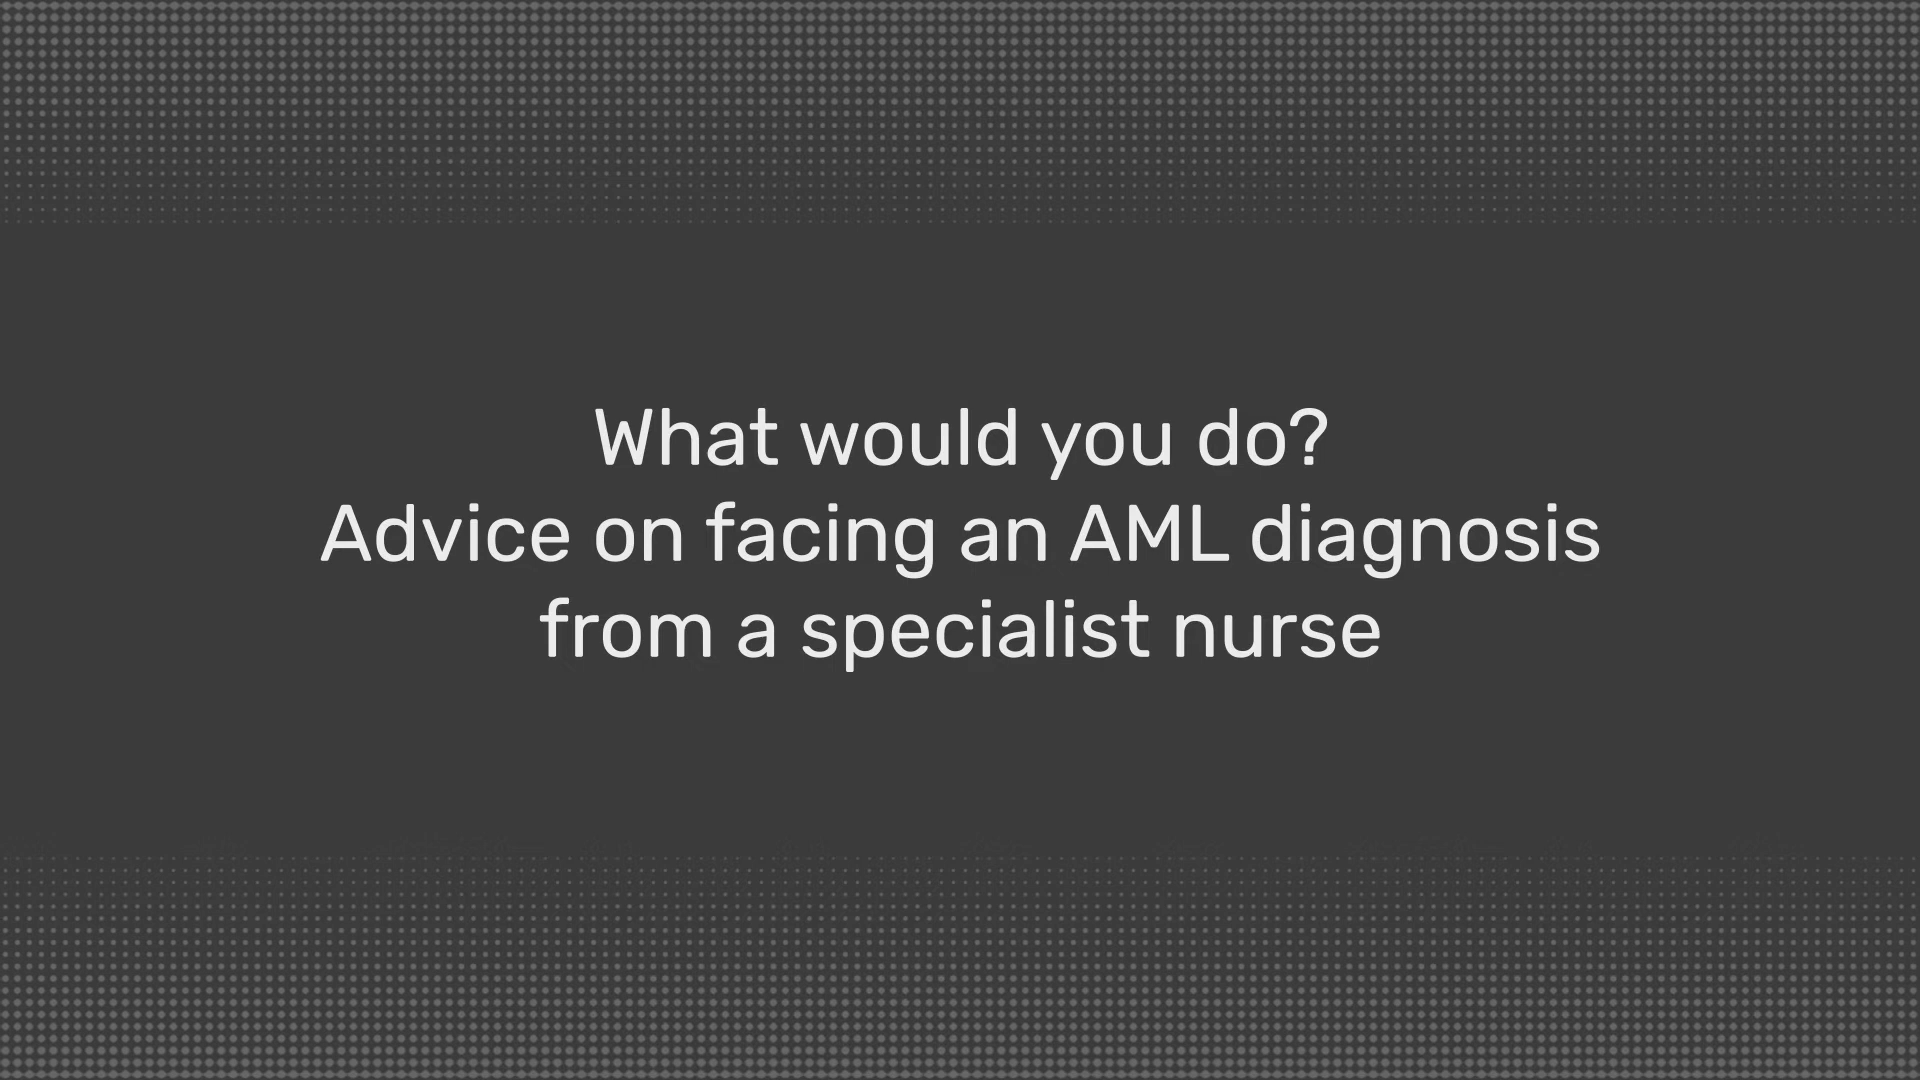 What would you do?
Advice on facing an AML diagnosis
from a specialist nurse